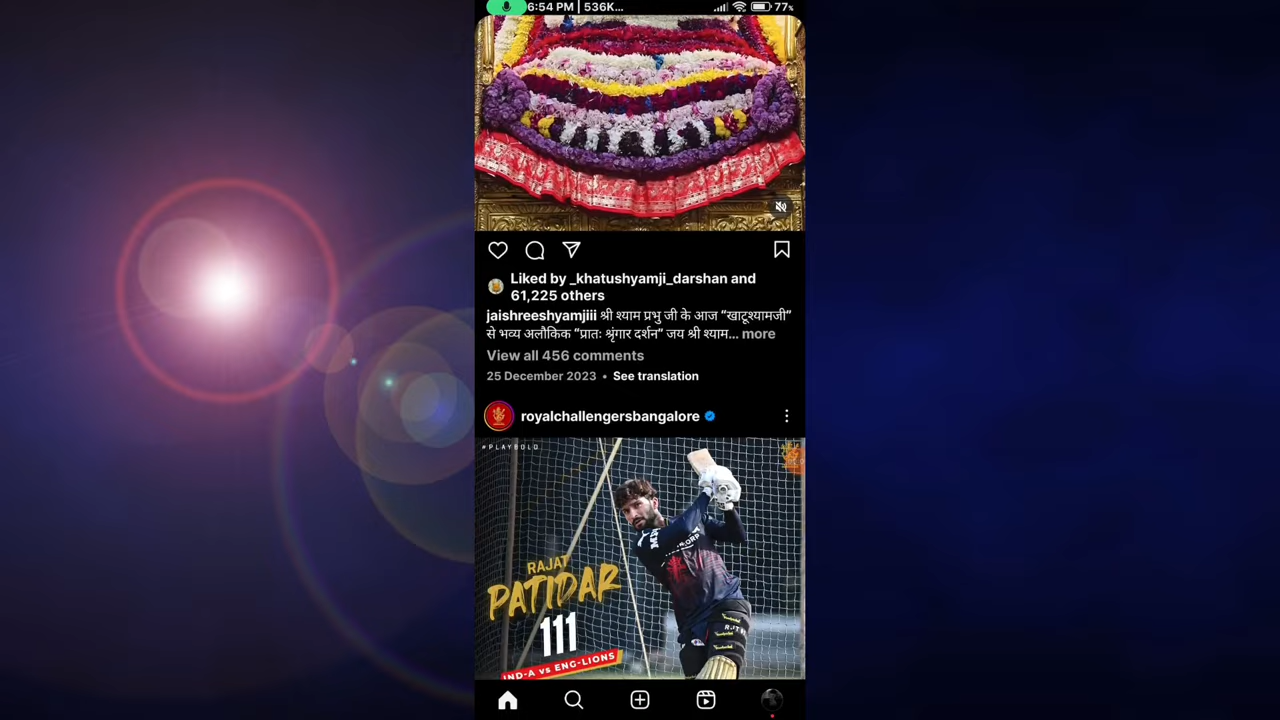 6:54 PM | 536K...
77%
Liked by _khatushyamji_darshan and
61,225 others
jaishreeshyamjiii श्री श्याम प्रभु जी के आज “खाटूश्यामजी”
से भव्य अलौकिक “प्रातः श्रृंगार दर्शन” जय श्री श्याम... more
View all 456 comments
25 December 2023 • See translation
royalchallengersbangalore
#PLAYBOLD
RAJAT
PATIDAR
111
IND-A vs ENG-LIONS